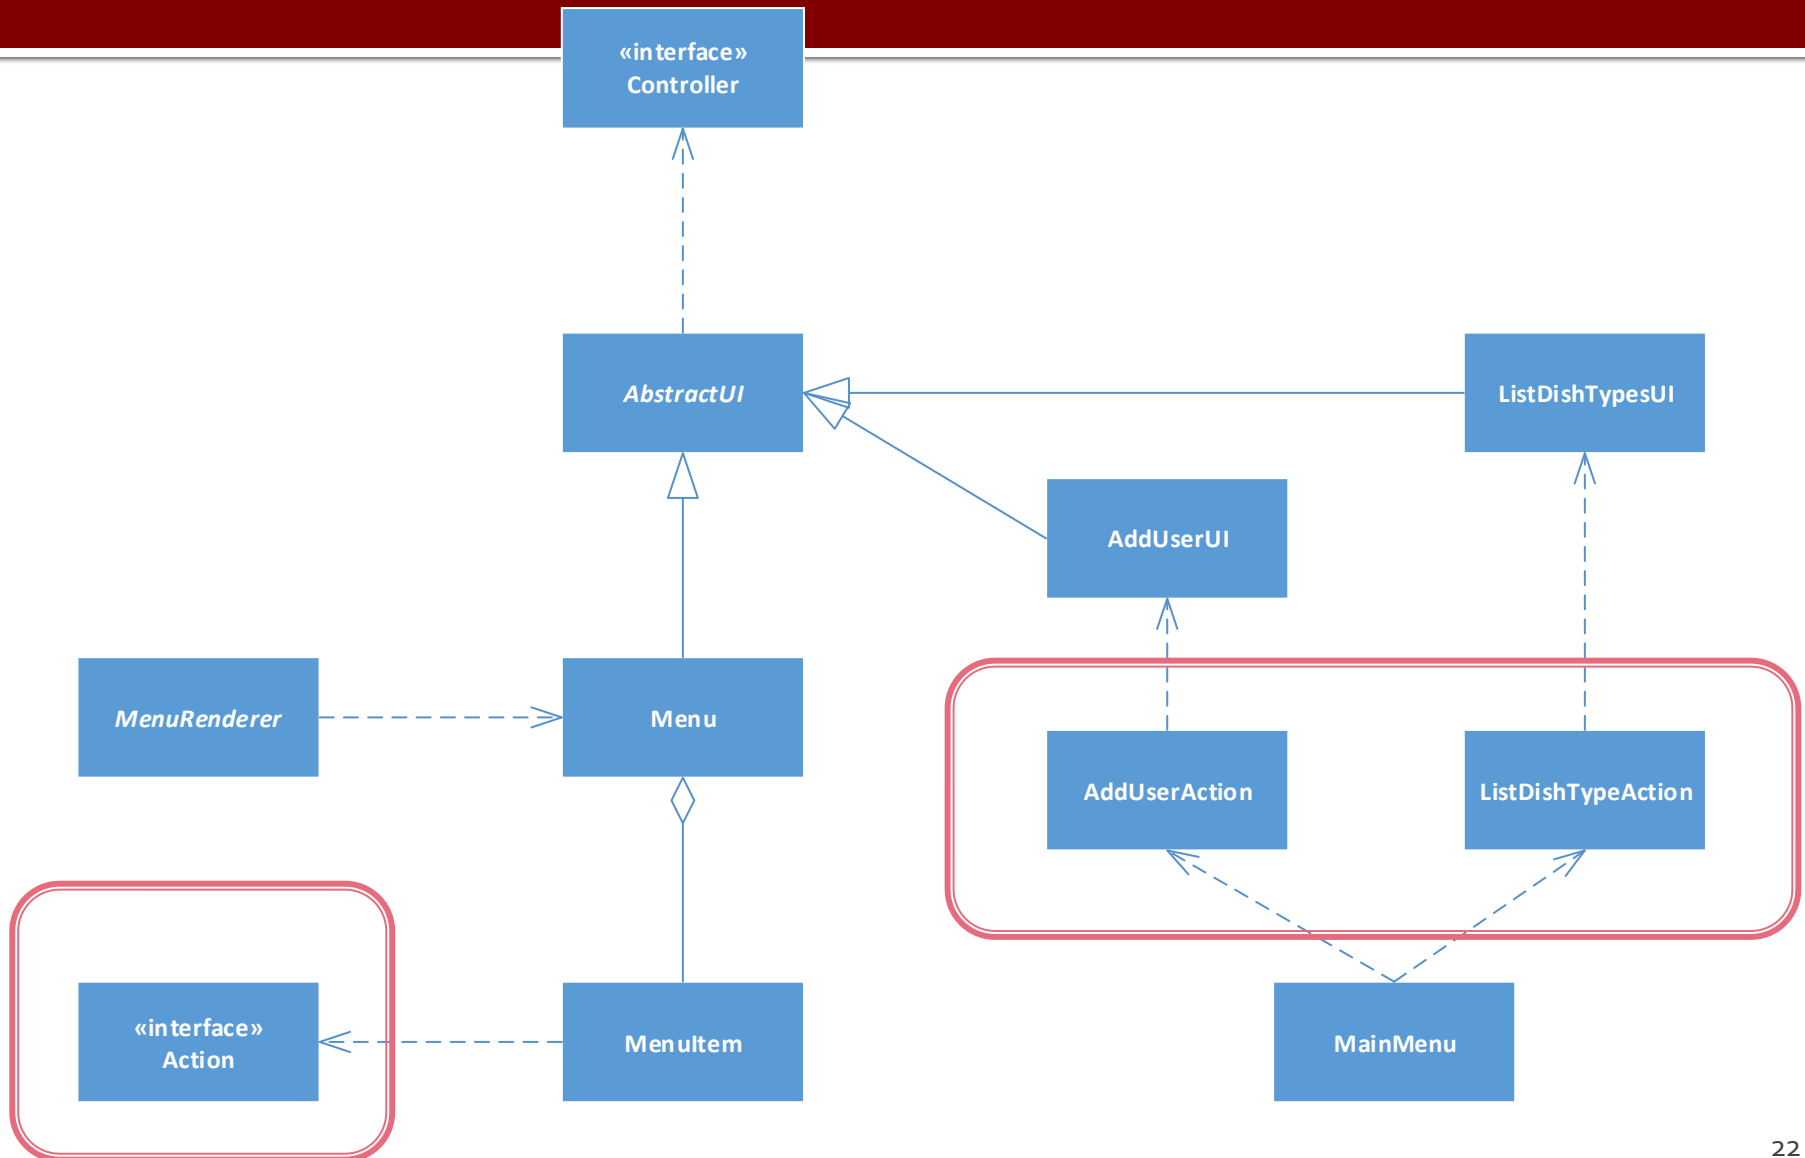 «interface»
Controller
AbstractUI
ListDishTypesUI
AddUserUI
MenuRenderer
Menu
AddUserAction
ListDishTypeAction
«interface»
Action
MenuItem
MainMenu
22